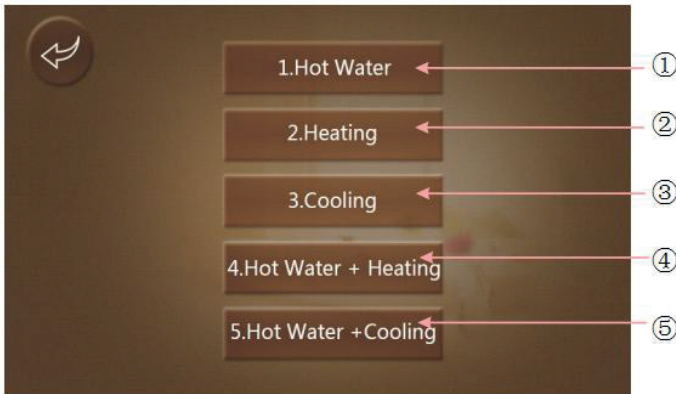 1.Hot Water ①
2.Heating ②
3.Cooling ③
4.Hot Water + Heating ④
5.Hot Water +Cooling ⑤